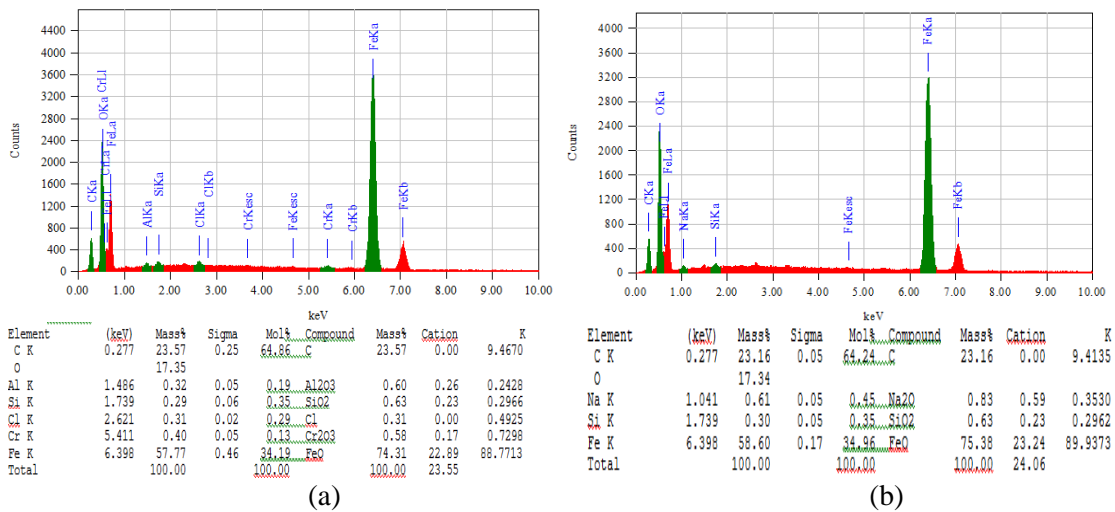 4400
4000
3600
3200
2800
2400
2000
1600
1200
800
400
0
Counts
CKa
OKa CrLl
FeLl
CrLa
FeLa
AlKa
SiKa
ClKa
ClKb
CrKesc
FeKesc
CrKa
CrKb
FeKa
FeKb
0.00 1.00 2.00 3.00 4.00 5.00 6.00 7.00 8.00 9.00 10.00
keV
Element (keV) Mass% Sigma Mol% Compound Mass% Cation K
C K 0.277 23.57 0.25 64.86 C 23.57 0.00 9.4670
O 17.35
Al K 1.486 0.32 0.05 0.19 Al2O3 0.60 0.26 0.2428
Si K 1.739 0.29 0.06 0.35 SiO2 0.63 0.23 0.2966
Cl K 2.621 0.31 0.02 0.29 Cl 0.31 0.00 0.4925
Cr K 5.411 0.40 0.05 0.13 Cr2O3 0.58 0.17 0.7298
Fe K 6.398 57.77 0.46 34.19 FeO 74.31 22.89 88.7713
Total 100.00 100.00 100.00 23.55
(a)
4000
3600
3200
2800
2400
2000
1600
1200
800
400
0
Counts
CKa
OKa
FeLl
FeLa
NaKa
SiKa
FeKesc
FeKa
FeKb
0.00 1.00 2.00 3.00 4.00 5.00 6.00 7.00 8.00 9.00 10.00
keV
Element (keV) Mass% Sigma Mol% Compound Mass% Cation K
C K 0.277 23.16 0.05 64.24 C 23.16 0.00 9.4135
O 17.34
Na K 1.041 0.61 0.05 0.45 Na2O 0.83 0.59 0.3530
Si K 1.739 0.30 0.05 0.35 SiO2 0.63 0.23 0.2962
Fe K 6.398 58.60 0.17 34.96 FeO 75.38 23.24 89.9373
Total 100.00 100.00 100.00 24.06
(b)